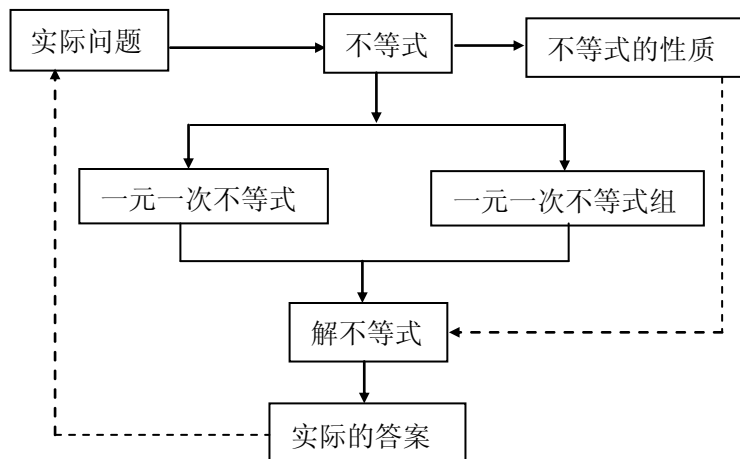 实际问题
不等式
不等式的性质
一元一次不等式
一元一次不等式组
解不等式
实际的答案